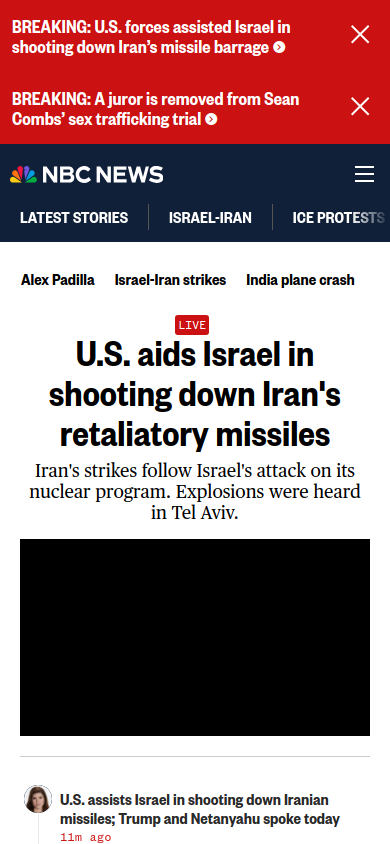 BREAKING: U.S. forces assisted Israel in
shooting down Iran’s missile barrage
BREAKING: A juror is removed from Sean
Combs’ sex trafficking trial
NBC NEWS
LATEST STORIES
ISRAEL-IRAN
ICE PROTESTS
Alex Padilla
Israel-Iran strikes
India plane crash
LIVE
U.S. aids Israel in
shooting down Iran's
retaliatory missiles
Iran's strikes follow Israel's attack on its
nuclear program. Explosions were heard
in Tel Aviv.
U.S. assists Israel in shooting down Iranian
missiles; Trump and Netanyahu spoke today
11m ago